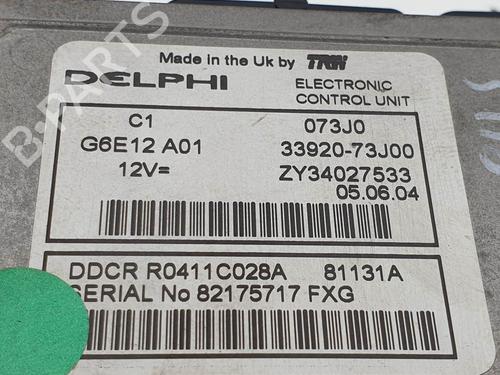 Made in the Uk by TRW
DELPHI
ELECTRONIC
CONTROL UNIT
C1 073J0
G6E12 A01 33920-73J00
12V= ZY34027533
05.06.04
DDCR R0411C028A 81131A
SERIAL No 82175717 FXG
B-PARTS